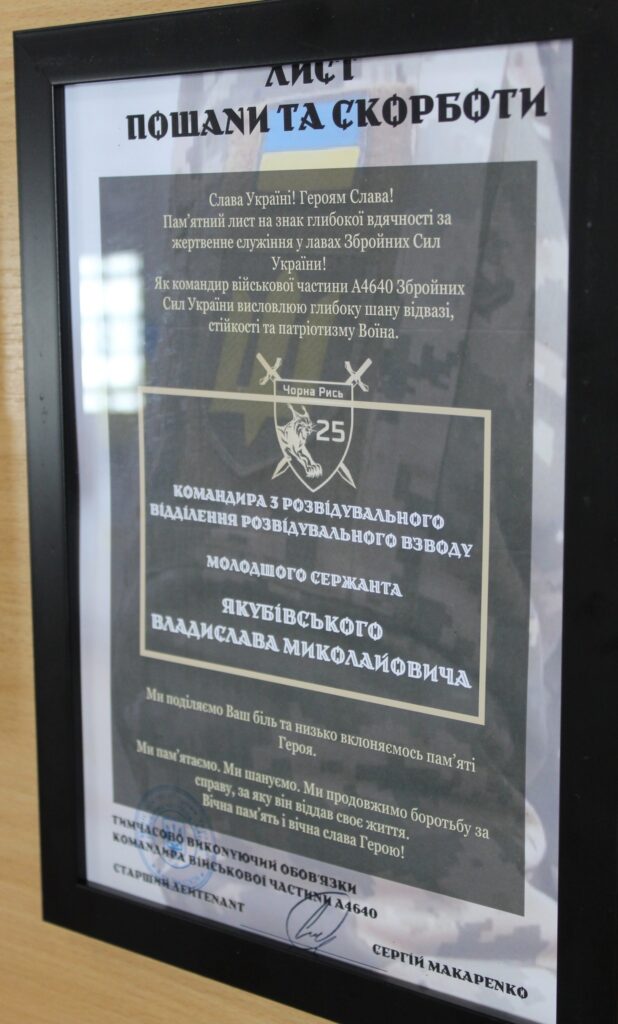 ЛИСТ
ПОШАНИ ТА СКОРБОТИ
Слава Україні! Героям Слава!
Пам'ятний лист на знак глибокої вдячності за
жертвенне служіння у лавах Збройних Сил
України!
Як командир військової частини А4640 Збройних
Сил України висловлюю глибоку шану відвазі,
стійкості та патріотизму Воїна.
Чорна Рись
25
КОМАНДИРА 3 РОЗВІДУВАЛЬНОГО
ВІДДІЛЕННЯ РОЗВІДУВАЛЬНОГО ВЗВОДУ
МОЛОДШОГО СЕРЖАНТА
ЯКУБІВСЬКОГО
ВЛАДИСЛАВА МИКОЛАЙОВИЧА
Ми поділяємо Ваш біль та низько вклоняємось пам'яті
Героя.
Ми пам'ятаємо. Ми шануємо. Ми продовжимо боротьбу за
справу, за яку він віддав своє життя.
Вічна пам'ять і вічна слава Герою!
ТИМЧАСОВО ВИКОНУЮЧИЙ ОБОВ'ЯЗКИ
КОМАНДИРА ВІЙСЬКОВОЇ ЧАСТИНИ А4640
СТАРШИЙ ЛЕЙТЕНАНТ
СЕРГІЙ МАКАРЕНКО